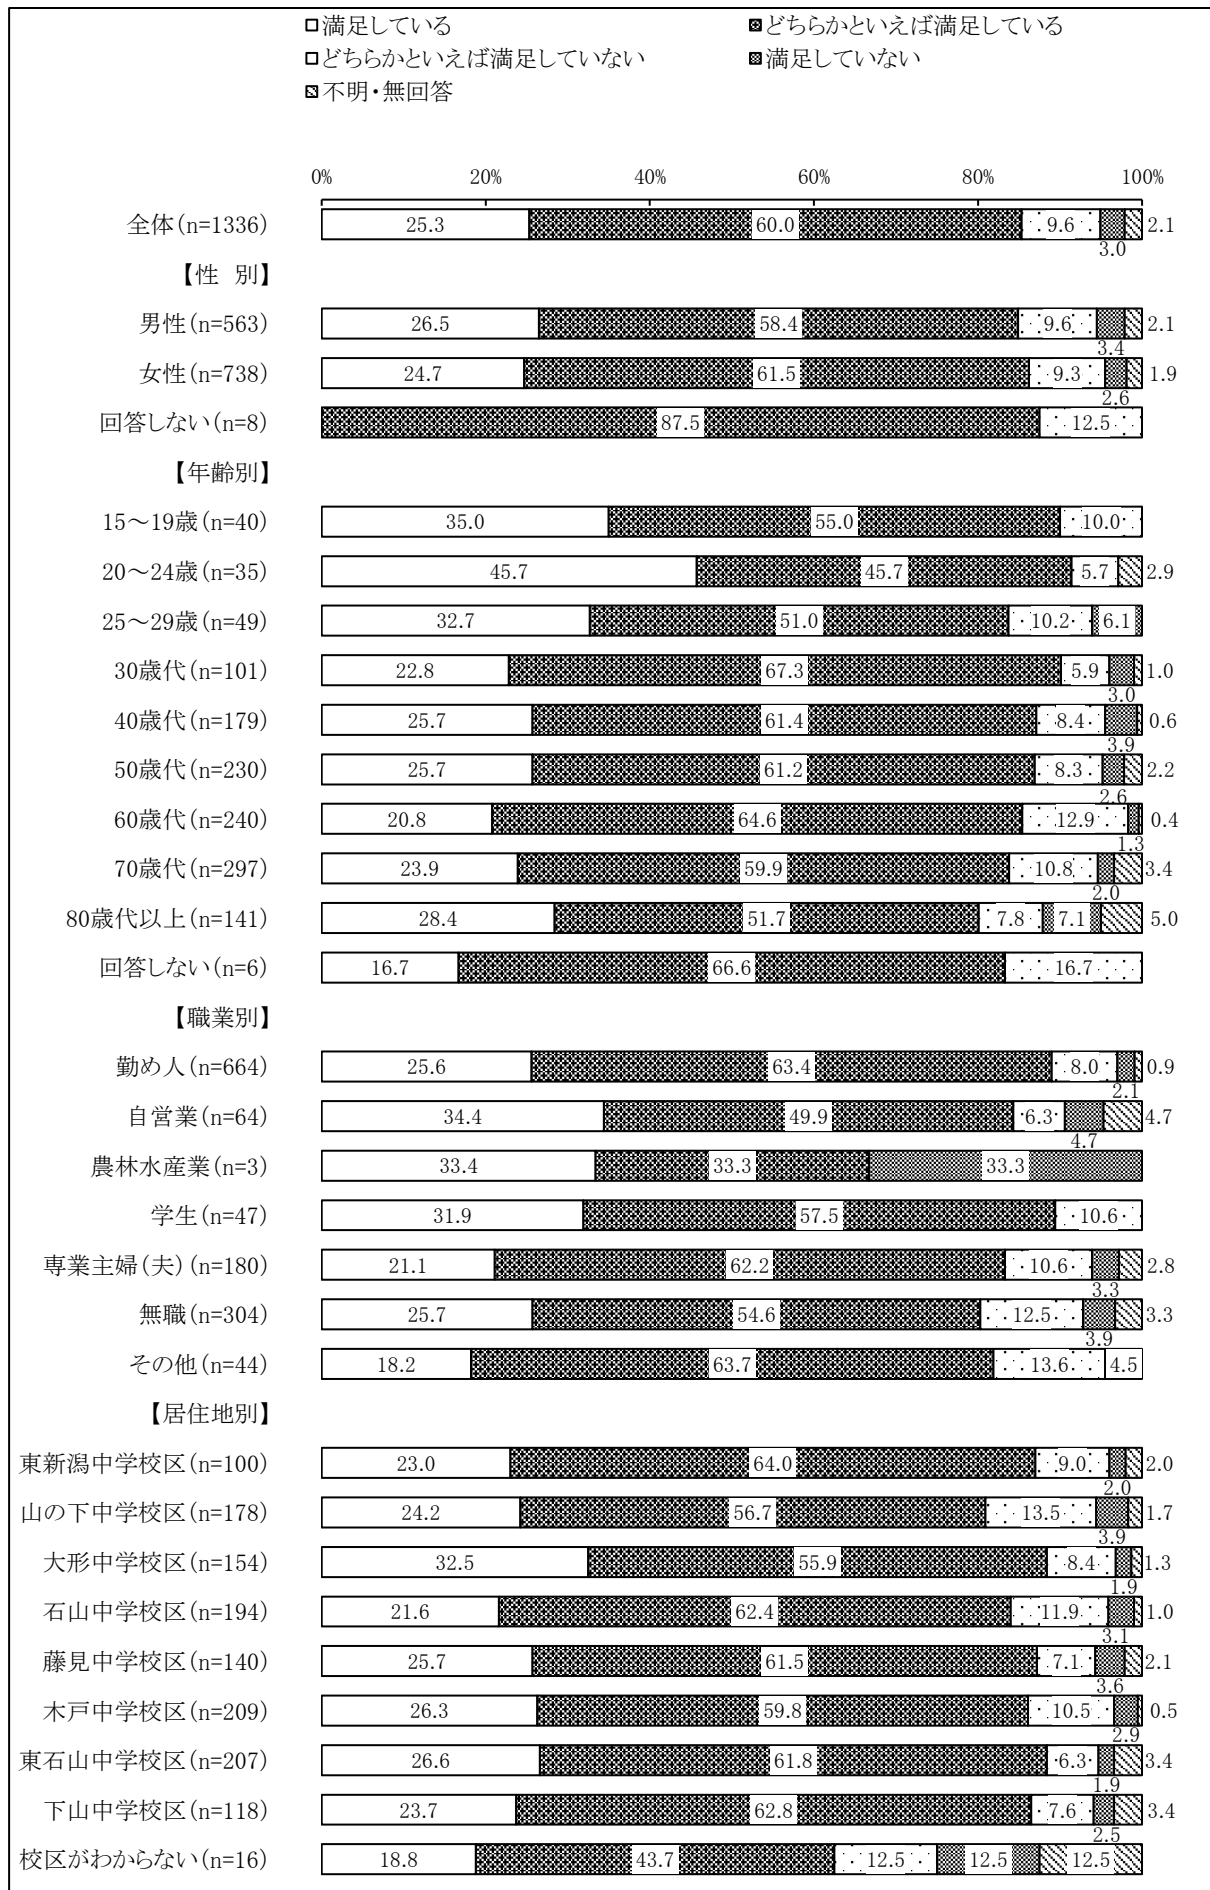 満足している どちらかといえば満足している
どちらかといえば満足していない 満足していない
不明・無回答
0% 20% 40% 60% 80% 100%
全体(n=1336) 25.3 60.0 9.6 3.0 2.1
【性 別】
男性(n=563) 26.5 58.4 9.6 3.4 2.1
女性(n=738) 24.7 61.5 9.3 2.6 1.9
回答しない(n=8) 87.5 12.5
【年齢別】
15～19歳(n=40) 35.0 55.0 10.0
20～24歳(n=35) 45.7 45.7 5.7 2.9
25～29歳(n=49) 32.7 51.0 10.2 6.1
30歳代(n=101) 22.8 67.3 5.9 3.0 1.0
40歳代(n=179) 25.7 61.4 8.4 3.9 0.6
50歳代(n=230) 25.7 61.2 8.3 2.6 2.2
60歳代(n=240) 20.8 64.6 12.9 1.3 0.4
70歳代(n=297) 23.9 59.9 10.8 2.0 3.4
80歳代以上(n=141) 28.4 51.7 7.8 7.1 5.0
回答しない(n=6) 16.7 66.6 16.7
【職業別】
勤め人(n=664) 25.6 63.4 8.0 2.1 0.9
自営業(n=64) 34.4 49.9 6.3 4.7 4.7
農林水産業(n=3) 33.4 33.3 33.3
学生(n=47) 31.9 57.5 10.6
専業主婦(夫)(n=180) 21.1 62.2 10.6 3.3 2.8
無職(n=304) 25.7 54.6 12.5 3.9 3.3
その他(n=44) 18.2 63.7 13.6 4.5
【居住地別】
東新潟中学校区(n=100) 23.0 64.0 9.0 2.0 2.0
山の下中学校区(n=178) 24.2 56.7 13.5 3.9 1.7
大形中学校区(n=154) 32.5 55.9 8.4 1.9 1.3
石山中学校区(n=194) 21.6 62.4 11.9 3.1 1.0
藤見中学校区(n=140) 25.7 61.5 7.1 3.6 2.1
木戸中学校区(n=209) 26.3 59.8 10.5 2.9 0.5
東石山中学校区(n=207) 26.6 61.8 6.3 1.9 3.4
下山中学校区(n=118) 23.7 62.8 7.6 2.5 3.4
校区がわからない(n=16) 18.8 43.7 12.5 12.5 12.5